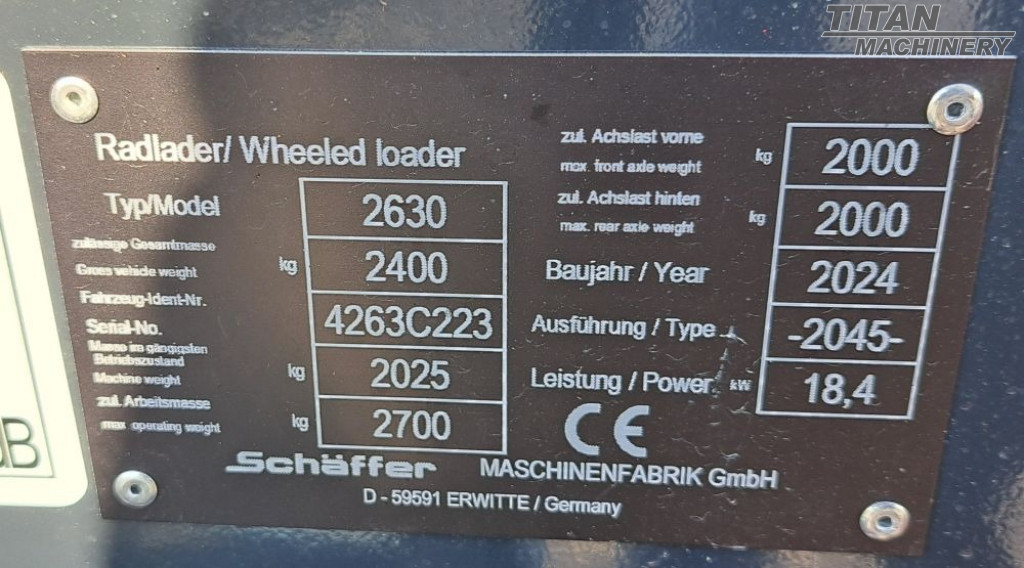 TITAN
MACHINERY
Radlader/ Wheeled loader
Typ/Model 2630
zulässige Gesamtmasse
Gross vehicle weight kg 2400
Fahrzeug-Ident-Nr.
Serial-No. 4263C223
Masse im gängigsten
Betriebszustand
Machine weight kg 2025
zul. Arbeitsmasse
max. operating weight kg 2700
zul. Achslast vorne
max. front axle weight kg 2000
zul. Achslast hinten
max. rear axle weight kg 2000
Baujahr / Year 2024
Ausführung / Type -2045-
Leistung / Power kW 18,4
CE
Schäffer MASCHINENFABRIK GmbH
D - 59591 ERWITTE / Germany